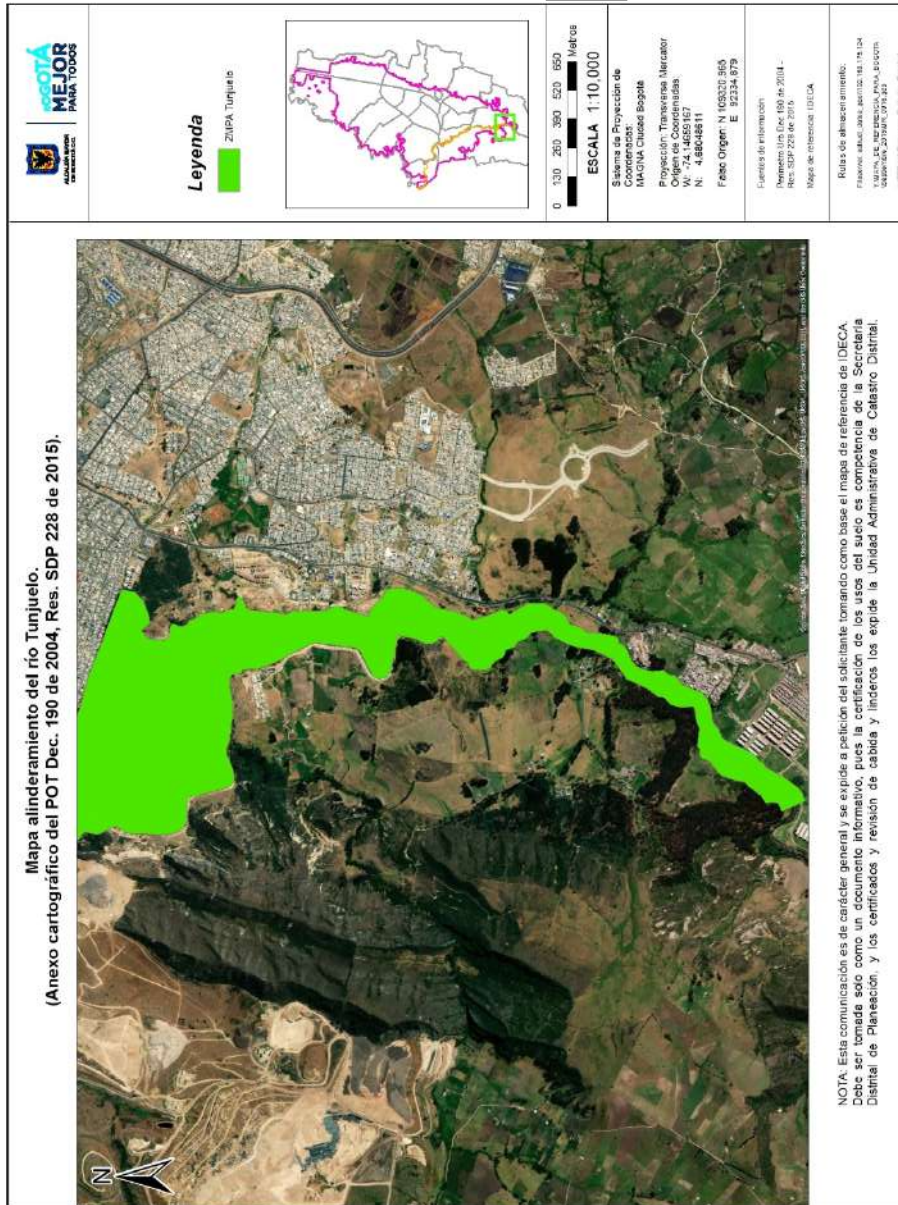 Mapa alinderamiento del río Tunjuelo.
(Anexo cartográfico del POT Dec. 190 de 2004, Res. SDP 228 de 2015).
N
NOTA: Esta comunicación es de carácter general y se expide a petición del solicitante tomando como base el mapa de referencia de IDECA.
Debe ser tomada solo como un documento informativo, pues la certificación de los usos del suelo es competencia de la Secretaría
Distrital de Planeación, y los certificados y revisión de cabida y linderos los expide la Unidad Administrativa de Catastro Distrital.
ALCALDÍA MAYOR
DE BOGOTÁ D.C.
BOGOTÁ
MEJOR
PARA TODOS
Leyenda
ZMPA Tunjuelo
0 130 260 390 520 650
Metros
ESCALA 1:10,000
Sistema de Proyección de
Coordenadas:
MAGNA Ciudad Bogotá
Proyección: Transverse Mercator
Origen de Coordenadas:
W: -74,14659167
N: 4,68048611
Falso Origen: N 109320.965
E 92334.879
Fuentes de información
Perímetro Urb Dec 190 de 2004 -
Res. SDP 228 de 2015
Mapa de referencia IDECA
Rutas de almacenamiento: